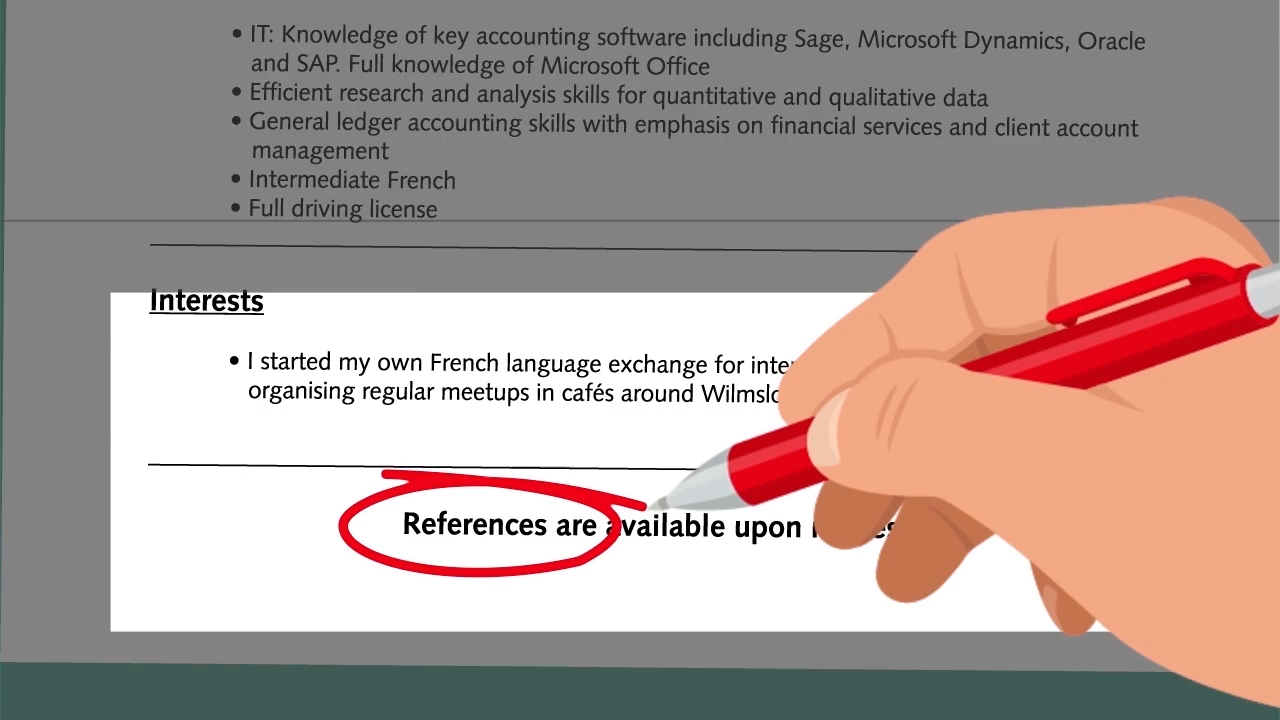 • IT: Knowledge of key accounting software including Sage, Microsoft Dynamics, Oracle
and SAP. Full knowledge of Microsoft Office
• Efficient research and analysis skills for quantitative and qualitative data
• General ledger accounting skills with emphasis on financial services and client account
management
• Intermediate French
• Full driving license
Interests
• I started my own French language exchange for
organising regular meetups in cafés around
References are available upon